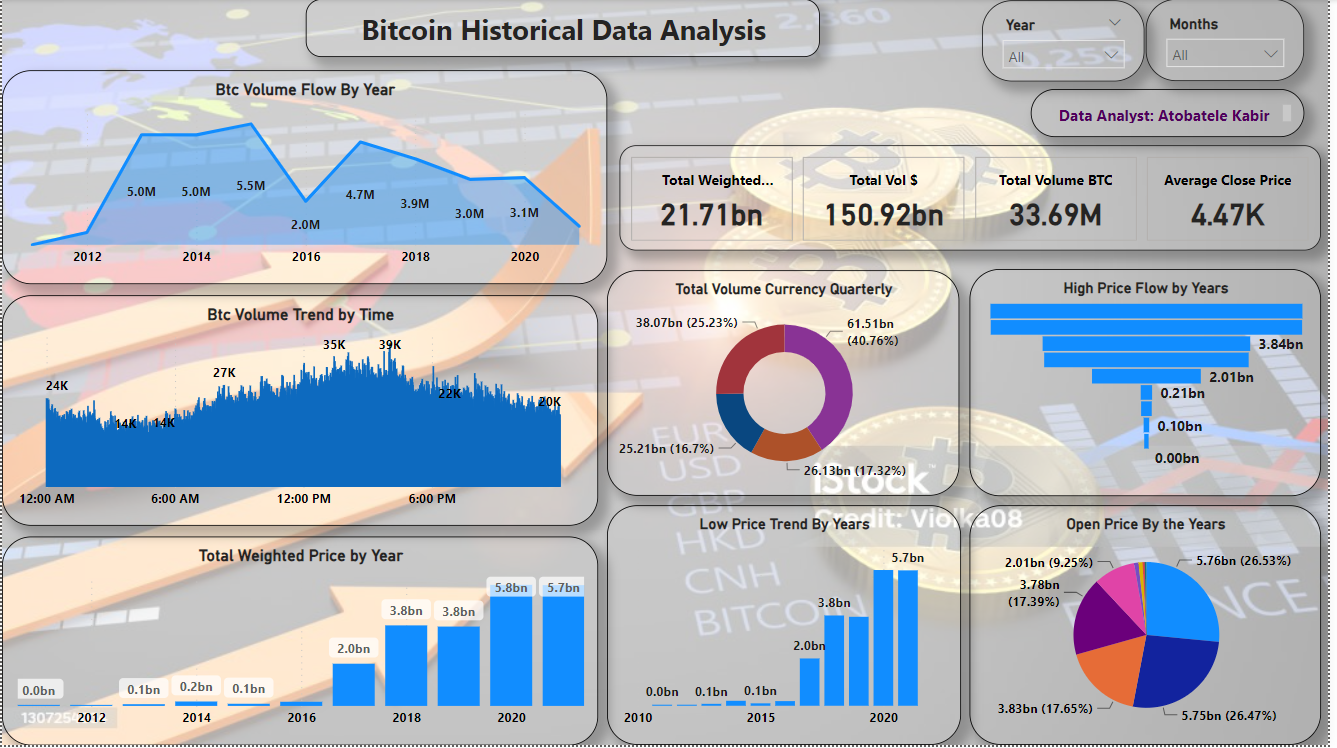 Bitcoin Historical Data Analysis
Year
All
Months
All
Data Analyst: Atobatele Kabir
Btc Volume Flow By Year
5.0M
5.0M
5.5M
2.0M
4.7M
3.9M
3.0M
3.1M
2012 2014 2016 2018 2020
Total Weighted...
21.71bn
Total Vol $
150.92bn
Total Volume BTC
33.69M
Average Close Price
4.47K
Btc Volume Trend by Time
24K
14K
14K
27K
35K
39K
22K
20K
12:00 AM 6:00 AM 12:00 PM 6:00 PM
Total Volume Currency Quarterly
38.07bn (25.23%)
61.51bn
(40.76%)
25.21bn (16.7%)
26.13bn (17.32%)
High Price Flow by Years
3.84bn
2.01bn
0.21bn
0.10bn
0.00bn
Total Weighted Price by Year
0.0bn
0.1bn
0.2bn
0.1bn
2.0bn
3.8bn
3.8bn
5.8bn
5.7bn
2012 2014 2016 2018 2020
Low Price Trend By Years
0.0bn
0.1bn
0.1bn
2.0bn
3.8bn
5.7bn
2010 2015 2020
Open Price By the Years
2.01bn (9.25%)
5.76bn (26.53%)
3.78bn
(17.39%)
3.83bn (17.65%)
5.75bn (26.47%)
iStock
Credit: Violka08
EUR
USD
GBP
HKD
CNH
BITCOIN
2.360